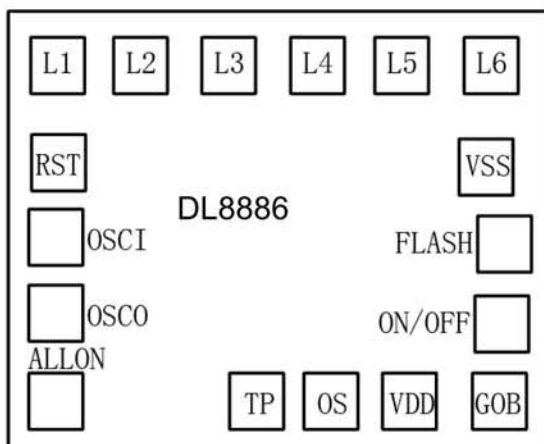 L1 L2 L3 L4 L5 L6
RST VSS
DL8886
OSCI FLASH
OSCO ON/OFF
ALLON
TP OS VDD GOB